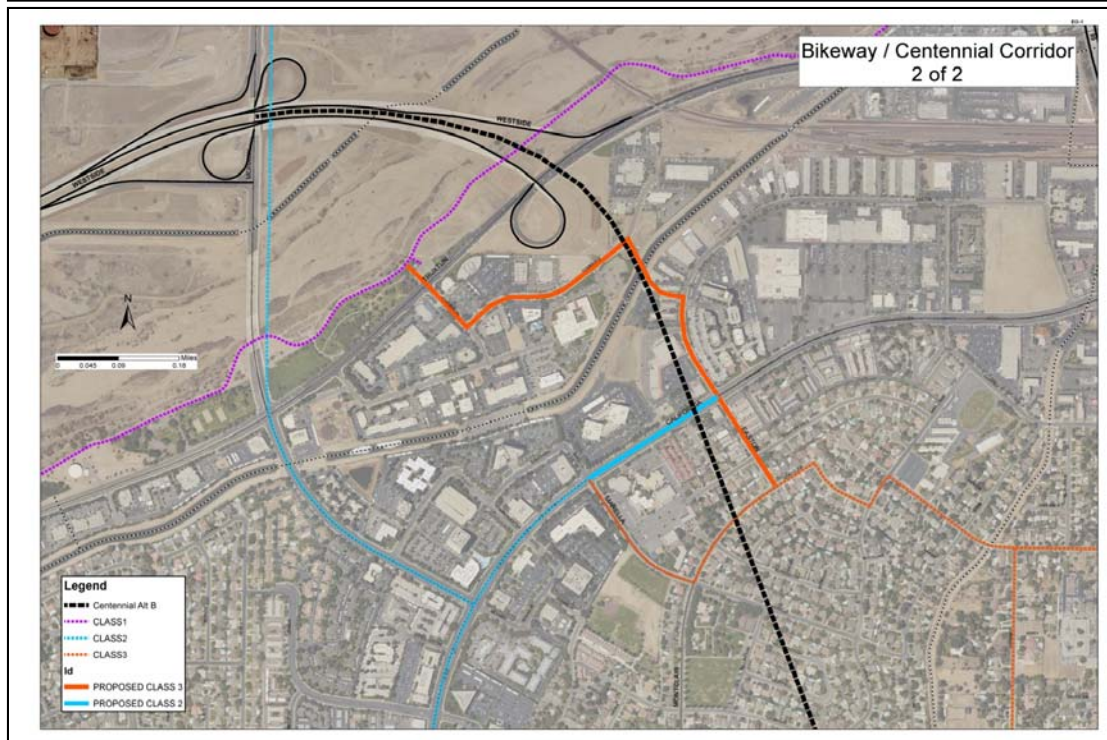 Bikeway / Centennial Corridor
2 of 2
WESTSIDE
WESTSIDE
N
Miles
0 0.045 0.09 0.18
Legend
Centennial Alt B
CLASS1
CLASS2
CLASS3
Id
PROPOSED CLASS 3
PROPOSED CLASS 2